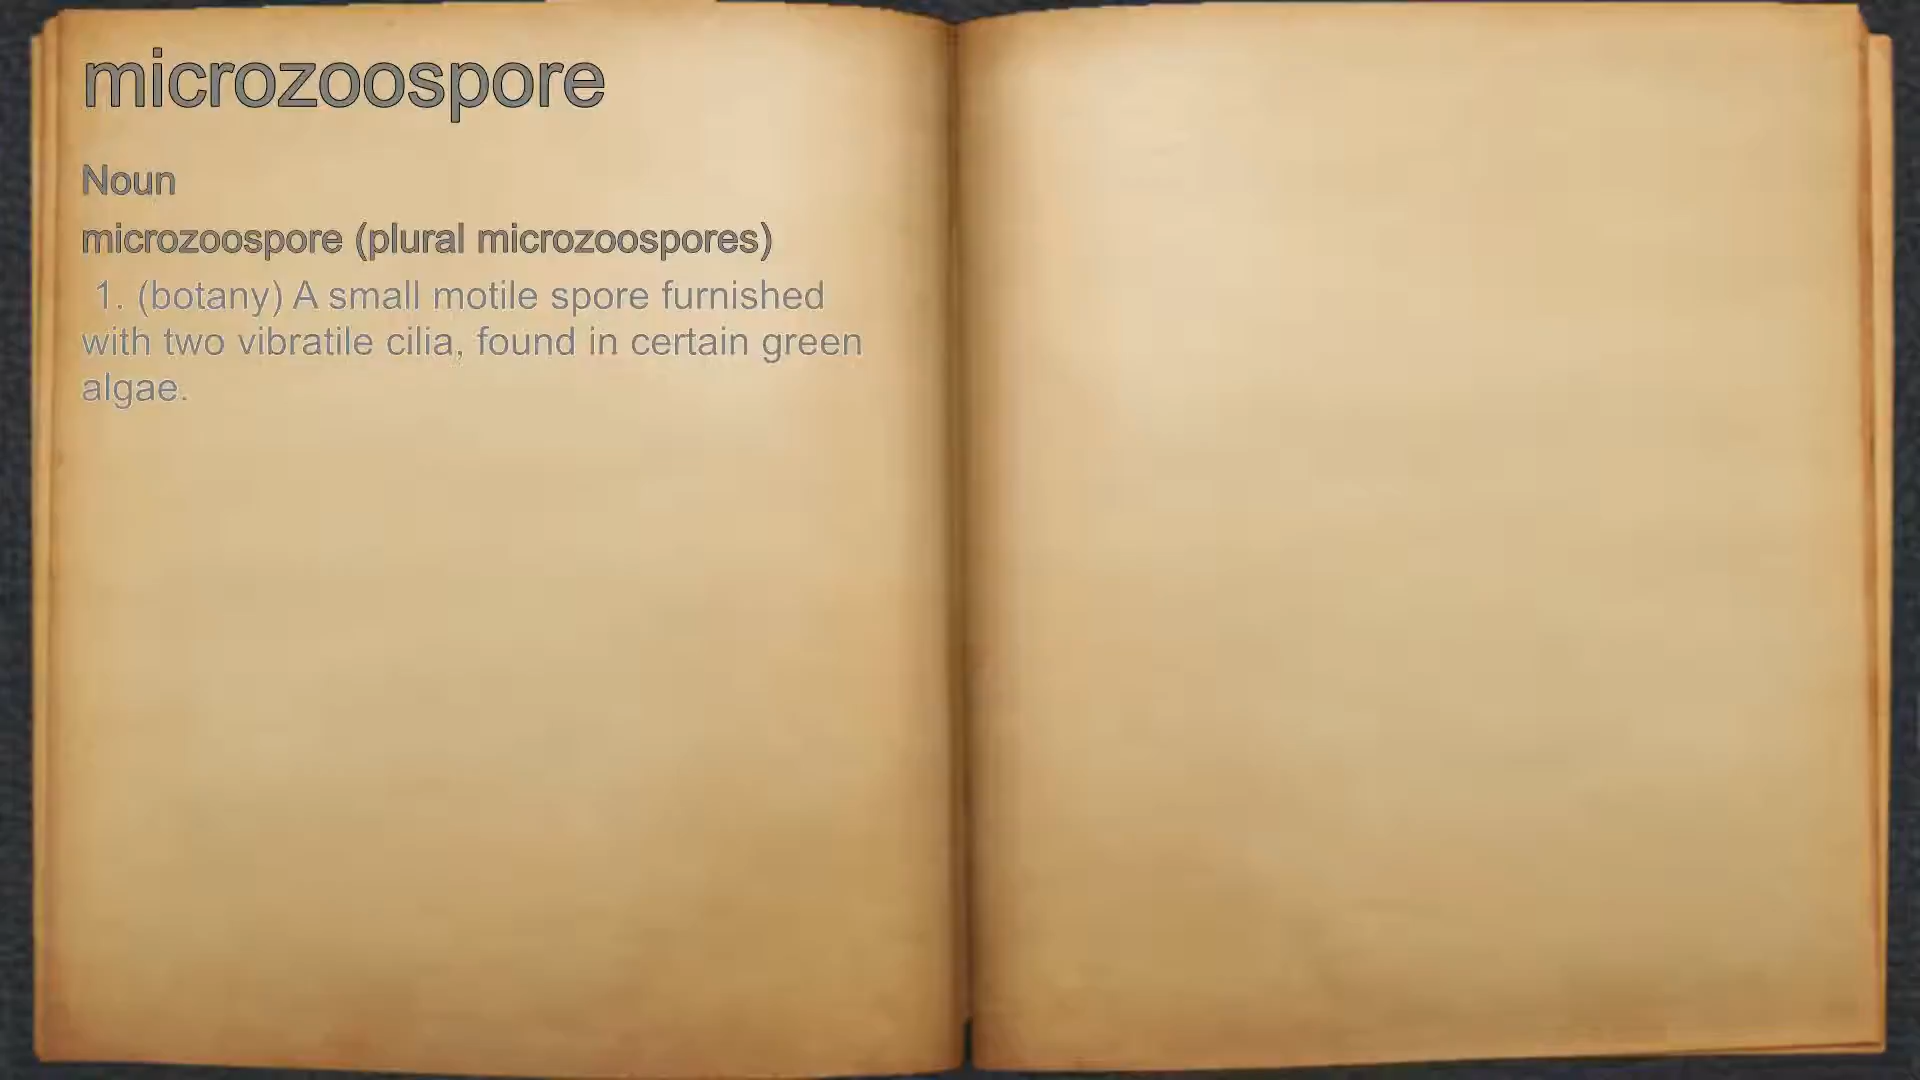 microzoospore
Noun
microzoospore (plural microzoospores)
1. (botany) A small motile spore furnished
with two vibratile cilia, found in certain green
algae.